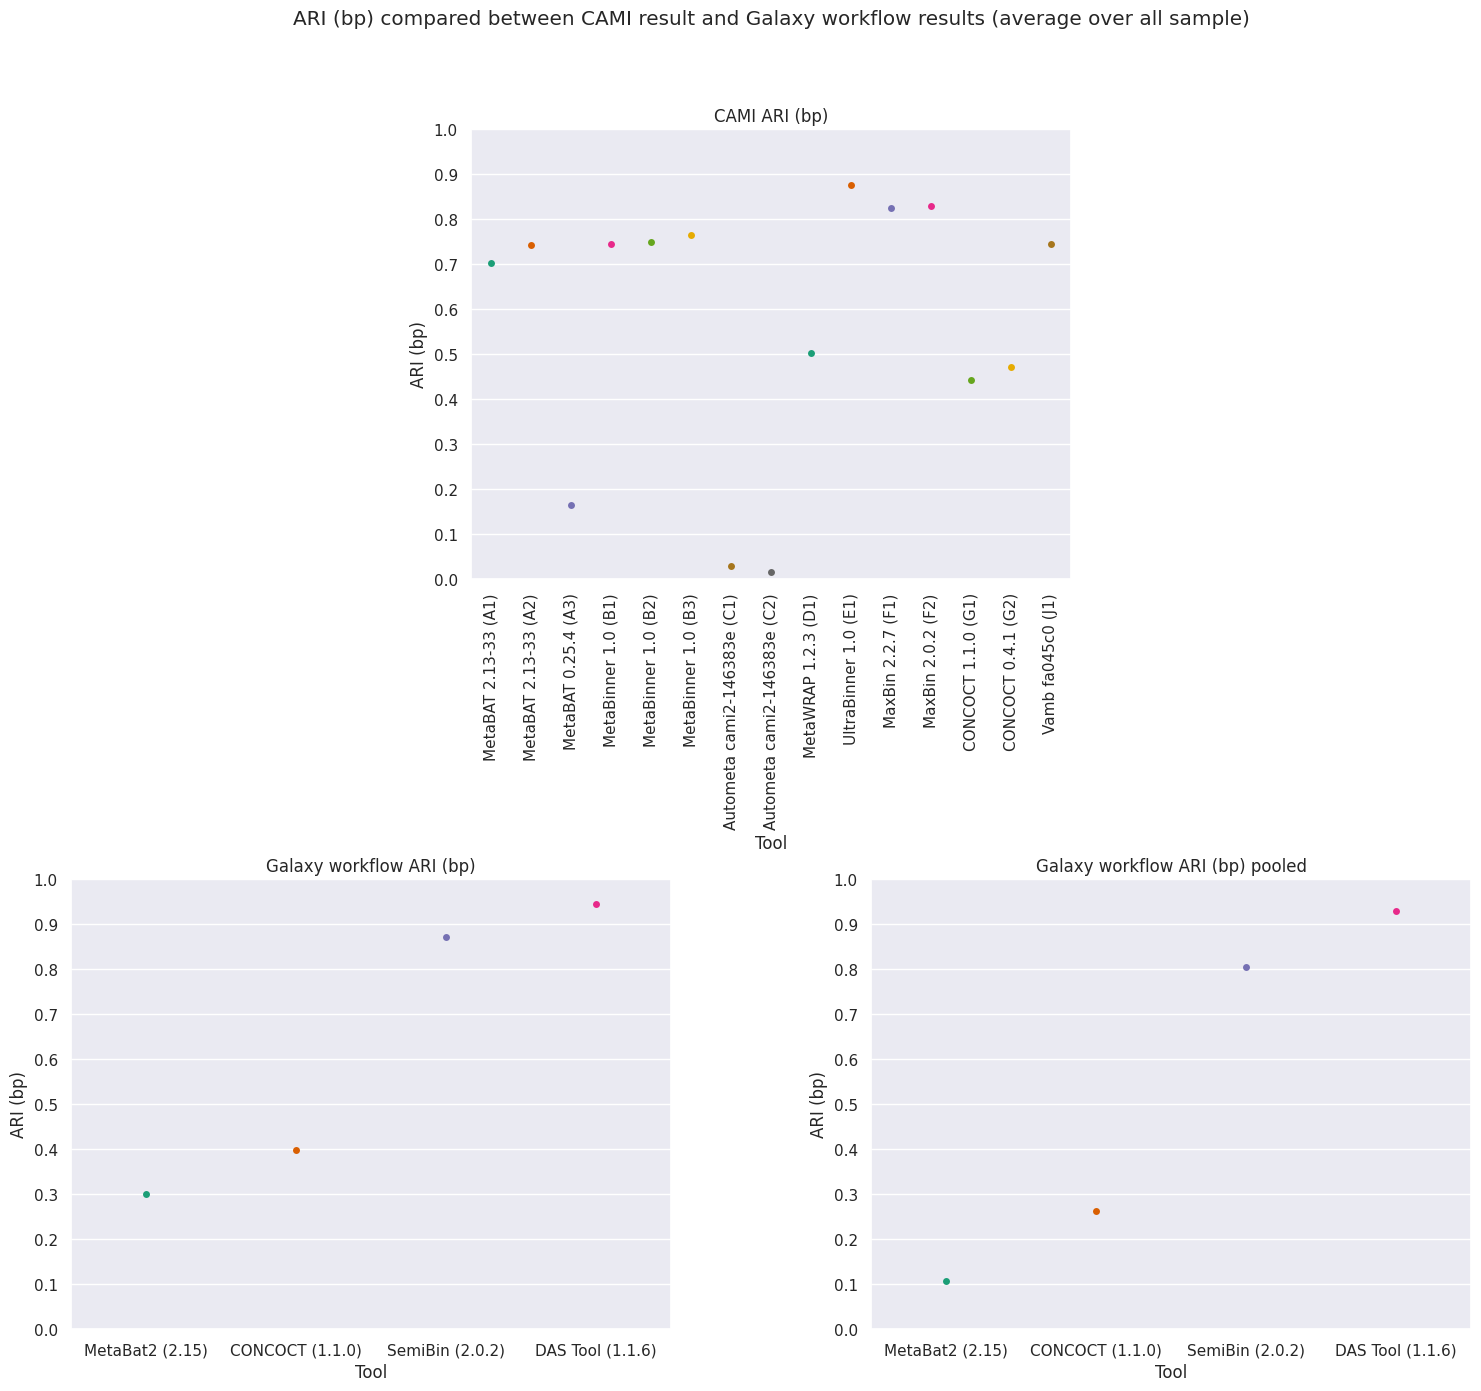 ARI (bp) compared between CAMI result and Galaxy workflow results (average over all sample)
CAMI ARI (bp)
1.0
0.9
0.8
0.7
0.6
0.5
0.4
0.3
0.2
0.1
0.0
ARI (bp)
MetaBAT 2.13-33 (A1)
MetaBAT 2.13-33 (A2)
MetaBAT 0.25.4 (A3)
MetaBinner 1.0 (B1)
MetaBinner 1.0 (B2)
MetaBinner 1.0 (B3)
Autometa cami2-146383e (C1)
Autometa cami2-146383e (C2)
MetaWRAP 1.2.3 (D1)
UltraBinner 1.0 (E1)
MaxBin 2.2.7 (F1)
MaxBin 2.0.2 (F2)
CONCOCT 1.1.0 (G1)
CONCOCT 0.4.1 (G2)
Vamb fa045c0 (J1)
Tool
Galaxy workflow ARI (bp)
1.0
0.9
0.8
0.7
0.6
0.5
0.4
0.3
0.2
0.1
0.0
ARI (bp)
MetaBat2 (2.15)
CONCOCT (1.1.0)
SemiBin (2.0.2)
DAS Tool (1.1.6)
Tool
Galaxy workflow ARI (bp) pooled
1.0
0.9
0.8
0.7
0.6
0.5
0.4
0.3
0.2
0.1
0.0
ARI (bp)
MetaBat2 (2.15)
CONCOCT (1.1.0)
SemiBin (2.0.2)
DAS Tool (1.1.6)
Tool